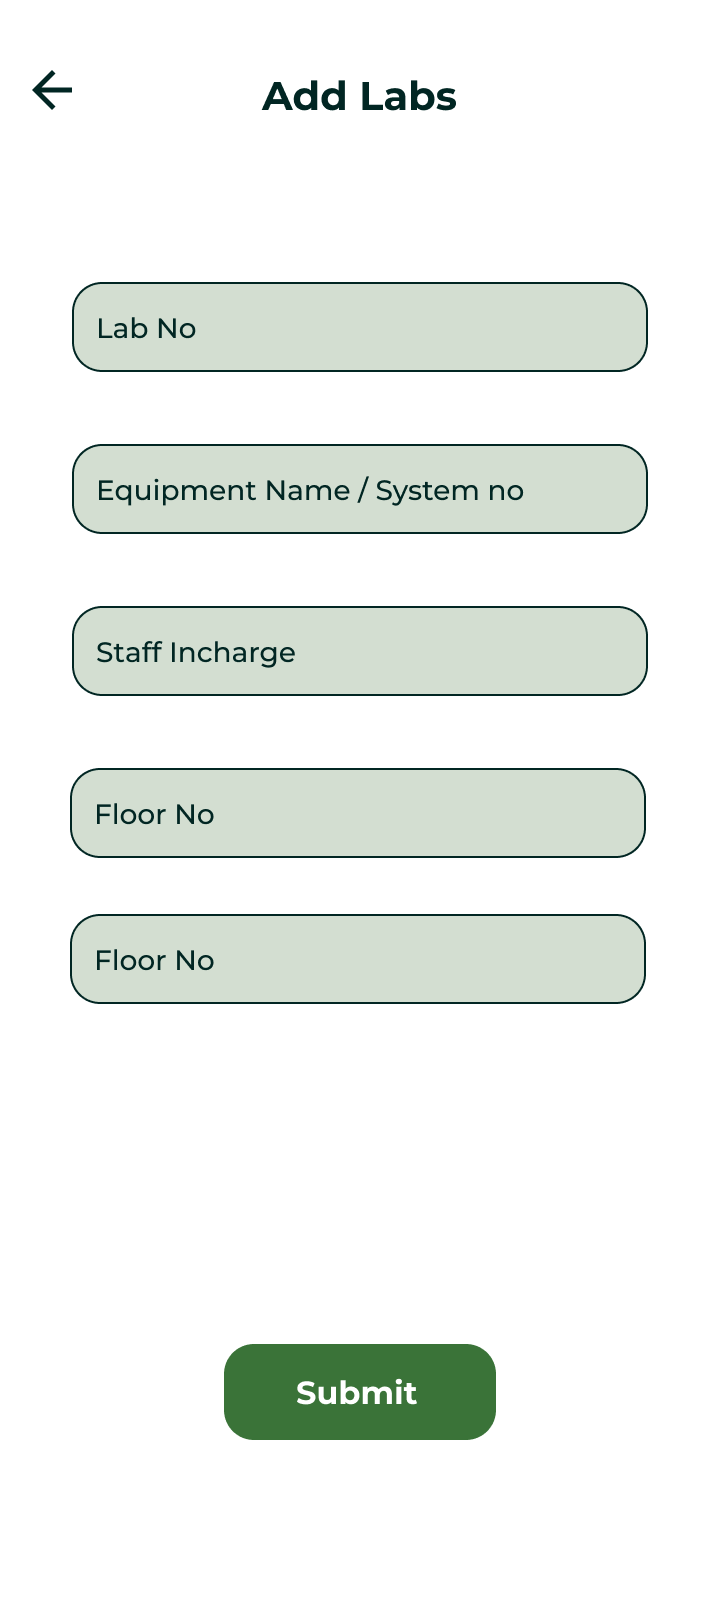 Add Labs
Lab No
Equipment Name / System no
Staff Incharge
Floor No
Floor No
Submit